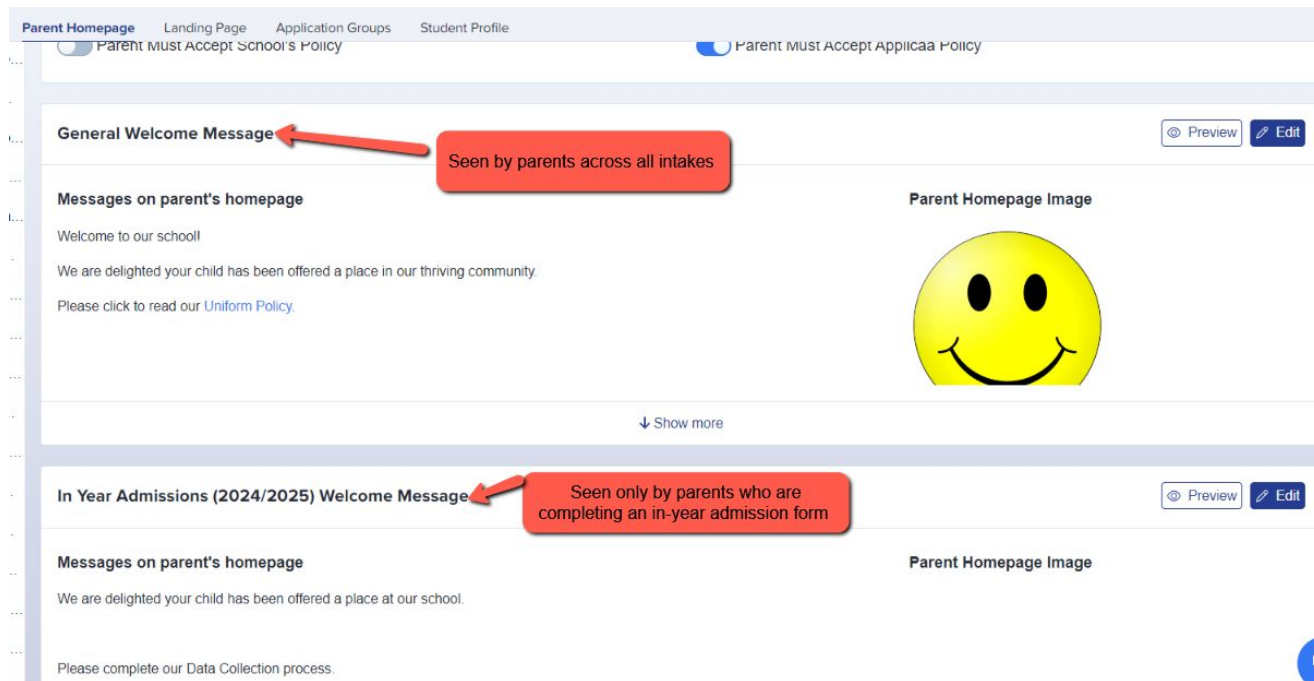 Parent Homepage Landing Page Application Groups Student Profile
Parent Must Accept School's Policy Parent Must Accept Applicaa Policy
General Welcome Message
Preview Edit
Seen by parents across all intakes
Messages on parent's homepage Parent Homepage Image
Welcome to our school!
We are delighted your child has been offered a place in our thriving community.
Please click to read our Uniform Policy.
Show more
In Year Admissions (2024/2025) Welcome Message
Seen only by parents who are
completing an in-year admission form
Preview Edit
Messages on parent's homepage Parent Homepage Image
We are delighted your child has been offered a place at our school.
Please complete our Data Collection process.